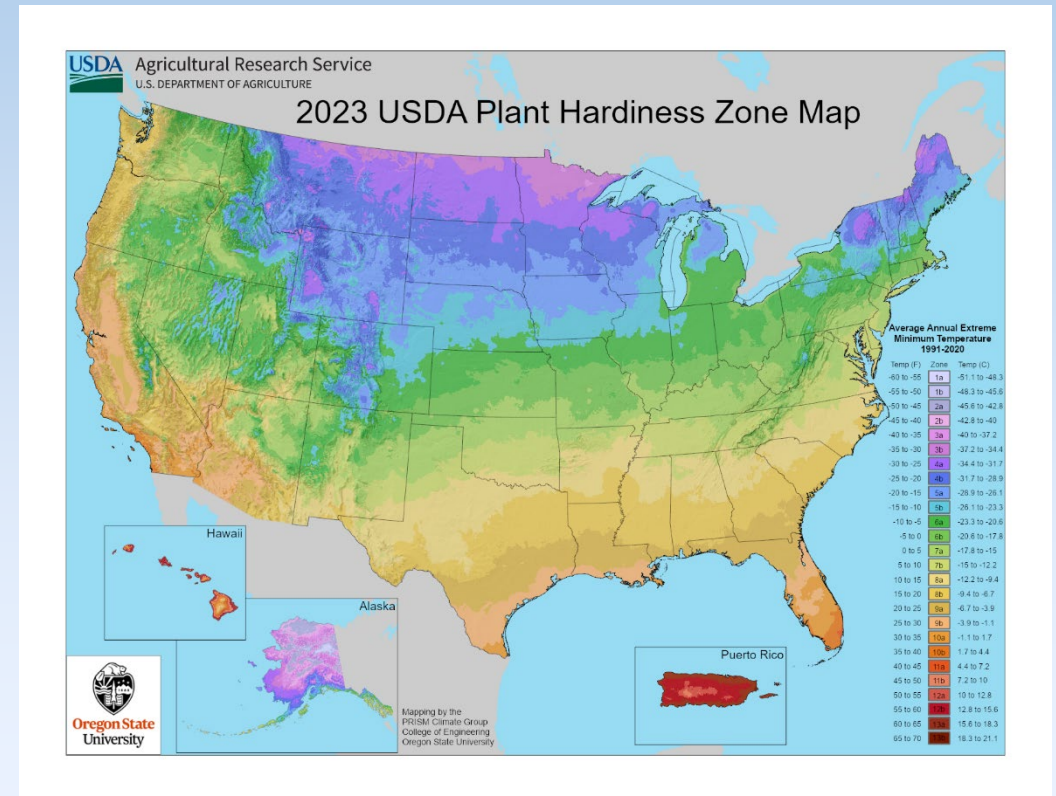 USDA Agricultural Research Service
U.S. DEPARTMENT OF AGRICULTURE
2023 USDA Plant Hardiness Zone Map
Average Annual Extreme
Minimum Temperature
1991-2020
Temp (F) Zone Temp (C)
-60 to -55 1a -51.1 to -48.3
-55 to -50 1b -48.3 to -45.6
-50 to -45 2a -45.6 to -42.8
-45 to -40 2b -42.8 to -40
-40 to -35 3a -40 to -37.2
-35 to -30 3b -37.2 to -34.4
-30 to -25 4a -34.4 to -31.7
-25 to -20 4b -31.7 to -28.9
-20 to -15 5a -28.9 to -26.1
-15 to -10 5b -26.1 to -23.3
-10 to -5 6a -23.3 to -20.6
-5 to 0 6b -20.6 to -17.8
0 to 5 7a -17.8 to -15
5 to 10 7b -15 to -12.2
10 to 15 8a -12.2 to -9.4
15 to 20 8b -9.4 to -6.7
20 to 25 9a -6.7 to -3.9
25 to 30 9b -3.9 to -1.1
30 to 35 10a -1.1 to 1.7
35 to 40 10b 1.7 to 4.4
40 to 45 11a 4.4 to 7.2
45 to 50 11b 7.2 to 10
50 to 55 12a 10 to 12.8
55 to 60 12b 12.8 to 15.6
60 to 65 13a 15.6 to 18.3
65 to 70 13b 18.3 to 21.1
Hawaii
Alaska
Puerto Rico
Mapping by the
PRISM Climate Group
College of Engineering
Oregon State University
Oregon State
University